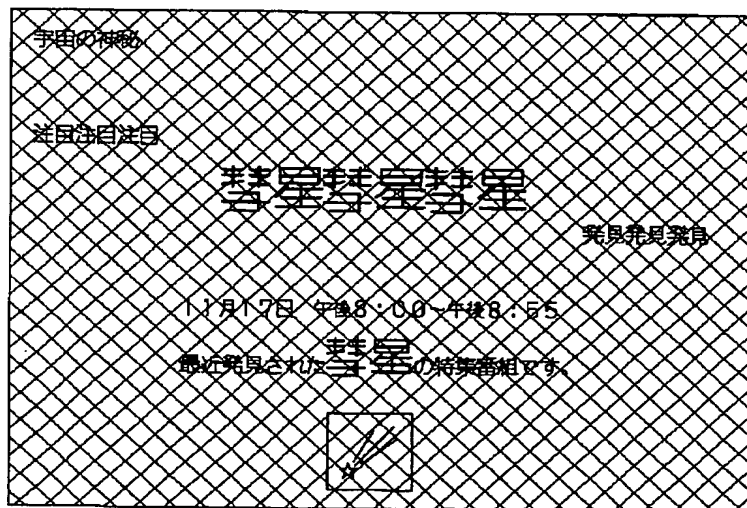 宇宙の神秘
注目注目注目
彗星彗星彗星
発見発見発見
11月17日 午後8:00~午後8:55
最近発見された彗星の特集番組です。